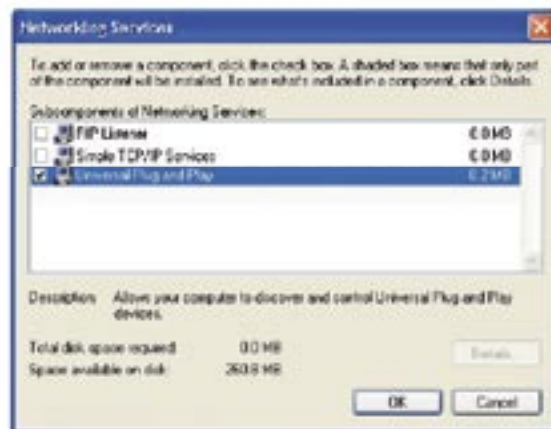 Networking Services
To add or remove a component, click the check box. A shaded box means that only part
of the component will be installed. To see what's included in a component, click Details.
Subcomponents of Networking Services:
RIP Listener 0.0 MB
Simple TCP/IP Services 0.0 MB
Universal Plug and Play 0.2 MB
Description: Allows your computer to discover and control Universal Plug and Play
devices.
Total disk space required: 0.0 MB
Space available on disk: 260.8 MB
Details...
OK Cancel